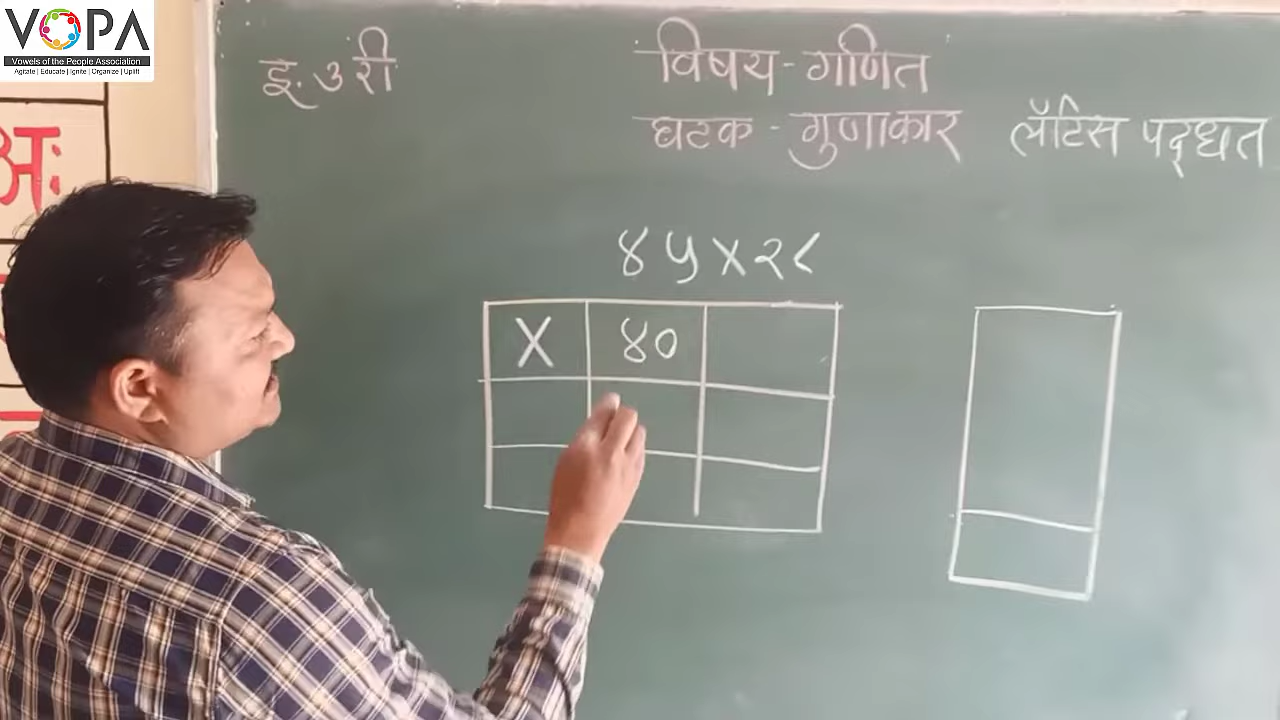 VOPA
Vowels of the People Association
Agitate | Educate | Ignite | Organize | Uplift
अः
इ. ३ री
विषय - गणित
घटक - गुणाकार लॅटिस पद्धत
४५ X २८
X ४०